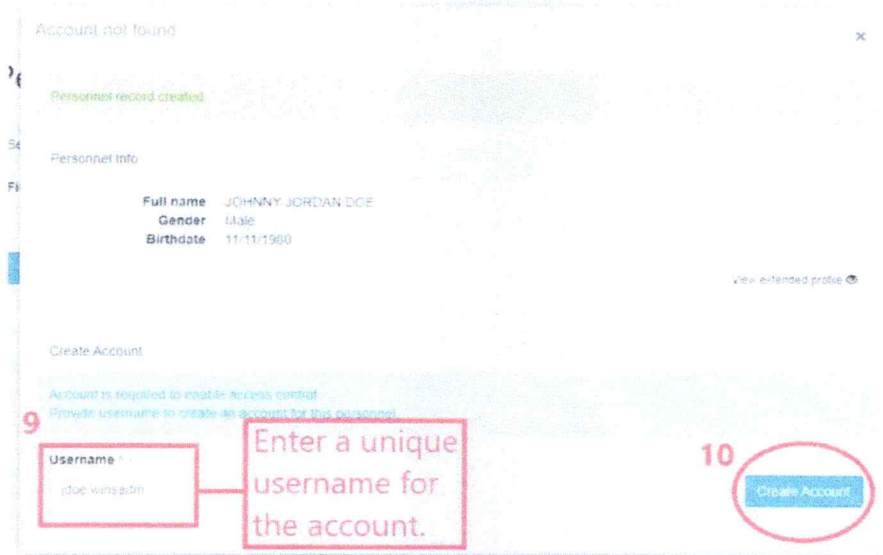 Account not found
×
Personnel record created
Personnel Info
Full name JOHNNY JORDAN DOE
Gender Male
Birthdate 11/11/1980
View extended profile
Create Account
Account is required to enable access control
Provide username to create an account for this personnel
9
Username *
Enter a unique
username for
the account.
10
Create Account